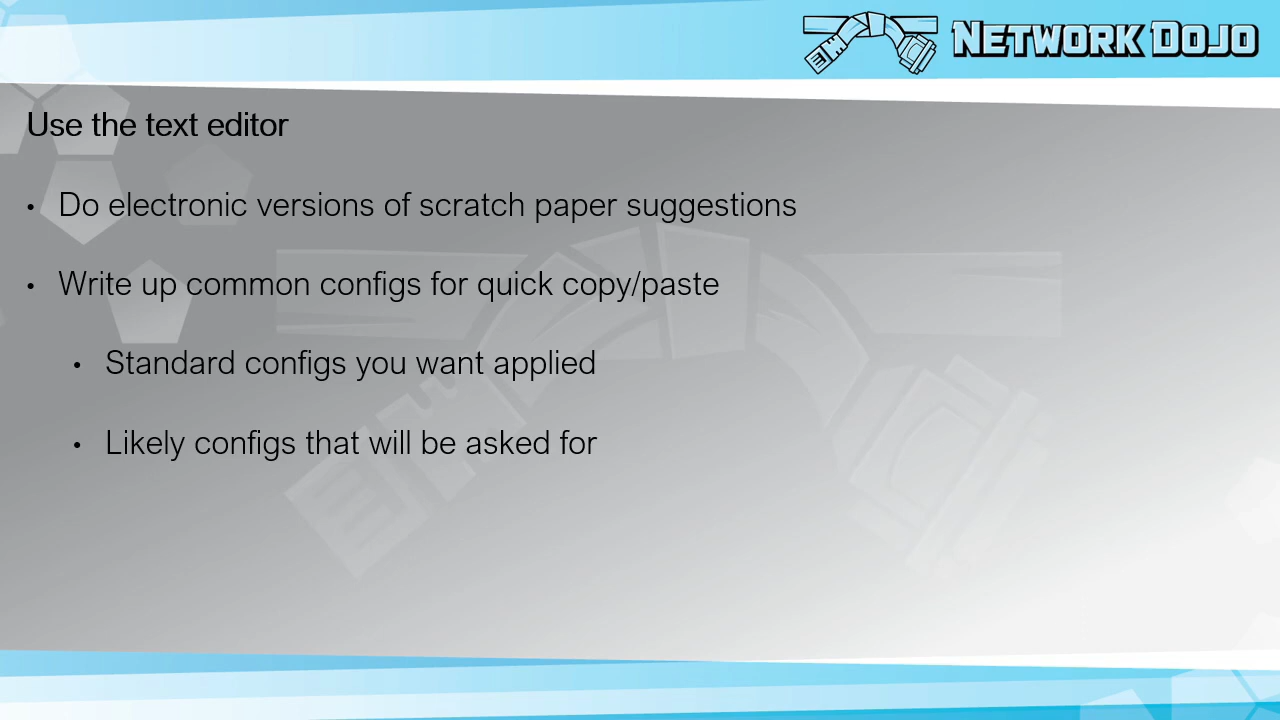 NETWORK DOJO
Use the text editor
• Do electronic versions of scratch paper suggestions
• Write up common configs for quick copy/paste
• Standard configs you want applied
• Likely configs that will be asked for